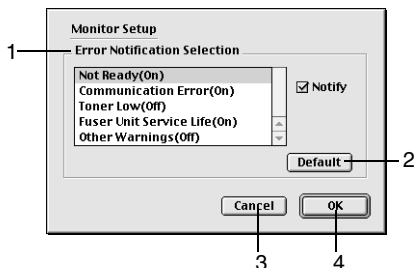 Monitor Setup
1
Error Notification Selection
Not Ready(On)
Communication Error(On)
Toner Low(Off)
Fuser Unit Service Life(On)
Other Warnings(Off)
Notify
Default
2
Cancel
OK
3
4